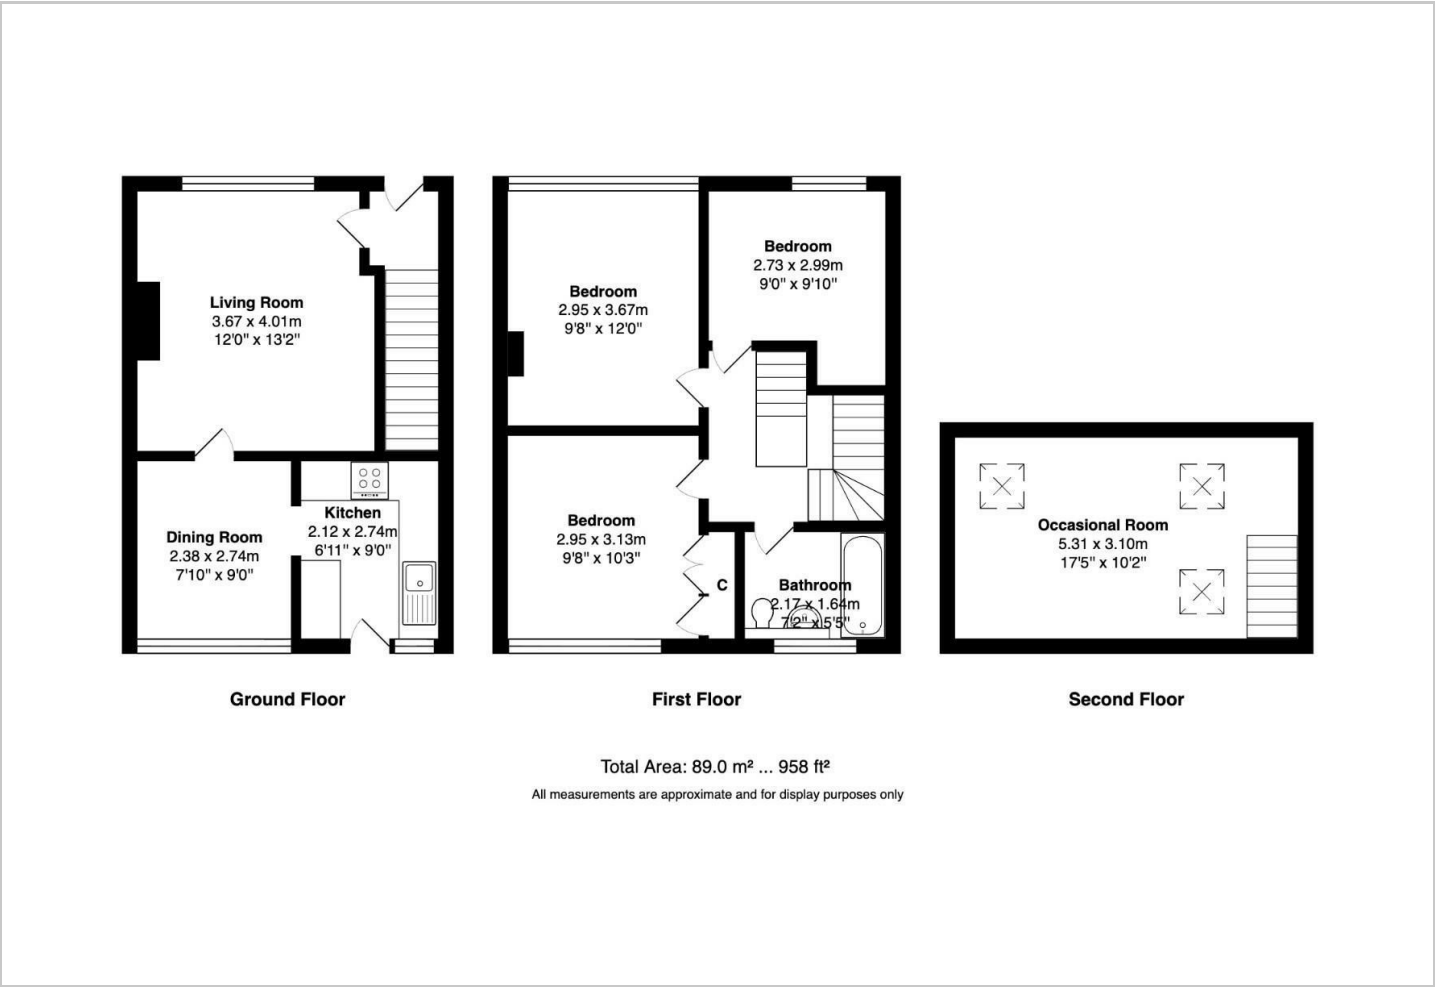 Living Room
3.67 x 4.01m
12'0" x 13'2"
Dining Room
2.38 x 2.74m
7'10" x 9'0"
Kitchen
2.12 x 2.74m
6'11" x 9'0"
Ground Floor
Bedroom
2.95 x 3.67m
9'8" x 12'0"
Bedroom
2.73 x 2.99m
9'0" x 9'10"
Bedroom
2.95 x 3.13m
9'8" x 10'3"
C
Bathroom
2.17 x 1.64m
7'2" x 5'5"
First Floor
Occasional Room
5.31 x 3.10m
17'5" x 10'2"
Second Floor
Total Area: 89.0 m² ... 958 ft²
All measurements are approximate and for display purposes only